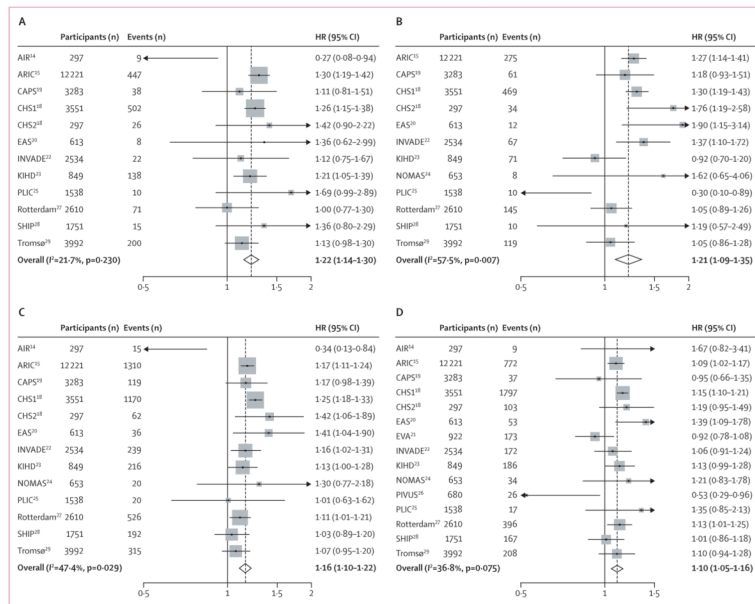 A
Participants (n) Events (n) HR (95% CI)
AIR¹⁴ 297 9 0·27 (0·08–0·94)
ARIC¹⁵ 12 221 447 1·30 (1·19–1·42)
CAPS¹⁹ 3283 38 1·11 (0·81–1·51)
CHS1¹⁸ 3551 502 1·26 (1·15–1·38)
CHS2¹⁸ 297 26 1·42 (0·90–2·22)
EAS²⁰ 613 8 1·36 (0·62–2·99)
INVADE²² 2534 22 1·12 (0·75–1·67)
KIHD²³ 849 138 1·21 (1·05–1·39)
PLIC²⁵ 1538 10 1·69 (0·99–2·89)
Rotterdam²⁷ 2610 71 1·00 (0·77–1·30)
SHIP²⁸ 1751 15 1·36 (0·80–2·29)
Tromsø²⁹ 3992 200 1·13 (0·98–1·30)
Overall (I²=21·7%, p=0·230) 1·22 (1·14–1·30)
0·5 1 1·5 2
B
Participants (n) Events (n) HR (95% CI)
ARIC¹⁵ 12 221 275 1·27 (1·14–1·41)
CAPS¹⁹ 3283 61 1·18 (0·93–1·51)
CHS1¹⁸ 3551 469 1·30 (1·19–1·43)
CHS2¹⁸ 297 34 1·76 (1·19–2·58)
EAS²⁰ 613 12 1·90 (1·15–3·14)
INVADE²² 2534 67 1·37 (1·10–1·72)
KIHD²³ 849 71 0·92 (0·70–1·20)
NOMAS²⁴ 653 8 1·62 (0·65–4·06)
PLIC²⁵ 1538 10 0·30 (0·10–0·89)
Rotterdam²⁷ 2610 145 1·05 (0·89–1·26)
SHIP²⁸ 1751 10 1·19 (0·57–2·49)
Tromsø²⁹ 3992 119 1·05 (0·86–1·28)
Overall (I²=57·5%, p=0·007) 1·21 (1·09–1·35)
0·5 1 1·5 2
C
Participants (n) Events (n) HR (95% CI)
AIR¹⁴ 297 15 0·34 (0·13–0·84)
ARIC¹⁵ 12 221 1310 1·17 (1·11–1·24)
CAPS¹⁹ 3283 119 1·17 (0·98–1·39)
CHS1¹⁸ 3551 1170 1·25 (1·18–1·33)
CHS2¹⁸ 297 62 1·42 (1·06–1·89)
EAS²⁰ 613 36 1·41 (1·04–1·90)
INVADE²² 2534 239 1·16 (1·02–1·31)
KIHD²³ 849 216 1·13 (1·00–1·28)
NOMAS²⁴ 653 20 1·30 (0·77–2·18)
PLIC²⁵ 1538 20 1·01 (0·63–1·62)
Rotterdam²⁷ 2610 526 1·11 (1·01–1·21)
SHIP²⁸ 1751 192 1·03 (0·89–1·20)
Tromsø²⁹ 3992 315 1·07 (0·95–1·20)
Overall (I²=47·4%, p=0·029) 1·16 (1·10–1·22)
0·5 1 1·5 2
D
Participants (n) Events (n) HR (95% CI)
AIR¹⁴ 297 9 1·67 (0·82–3·41)
ARIC¹⁵ 12 221 772 1·09 (1·02–1·17)
CAPS¹⁹ 3283 37 0·95 (0·66–1·35)
CHS1¹⁸ 3551 1797 1·15 (1·10–1·21)
CHS2¹⁸ 297 103 1·19 (0·95–1·49)
EAS²⁰ 613 53 1·39 (1·09–1·78)
EVA²¹ 922 173 0·92 (0·78–1·08)
INVADE²² 2534 172 1·06 (0·91–1·24)
KIHD²³ 849 186 1·13 (0·99–1·28)
NOMAS²⁴ 653 34 1·21 (0·83–1·78)
PIVUS²⁶ 680 26 0·53 (0·29–0·96)
PLIC²⁵ 1538 17 1·35 (0·85–2·13)
Rotterdam²⁷ 2610 396 1·13 (1·01–1·25)
SHIP²⁸ 1751 167 1·01 (0·86–1·18)
Tromsø²⁹ 3992 208 1·10 (0·94–1·28)
Overall (I²=36·8%, p=0·075) 1·10 (1·05–1·16)
0·5 1 1·5 2